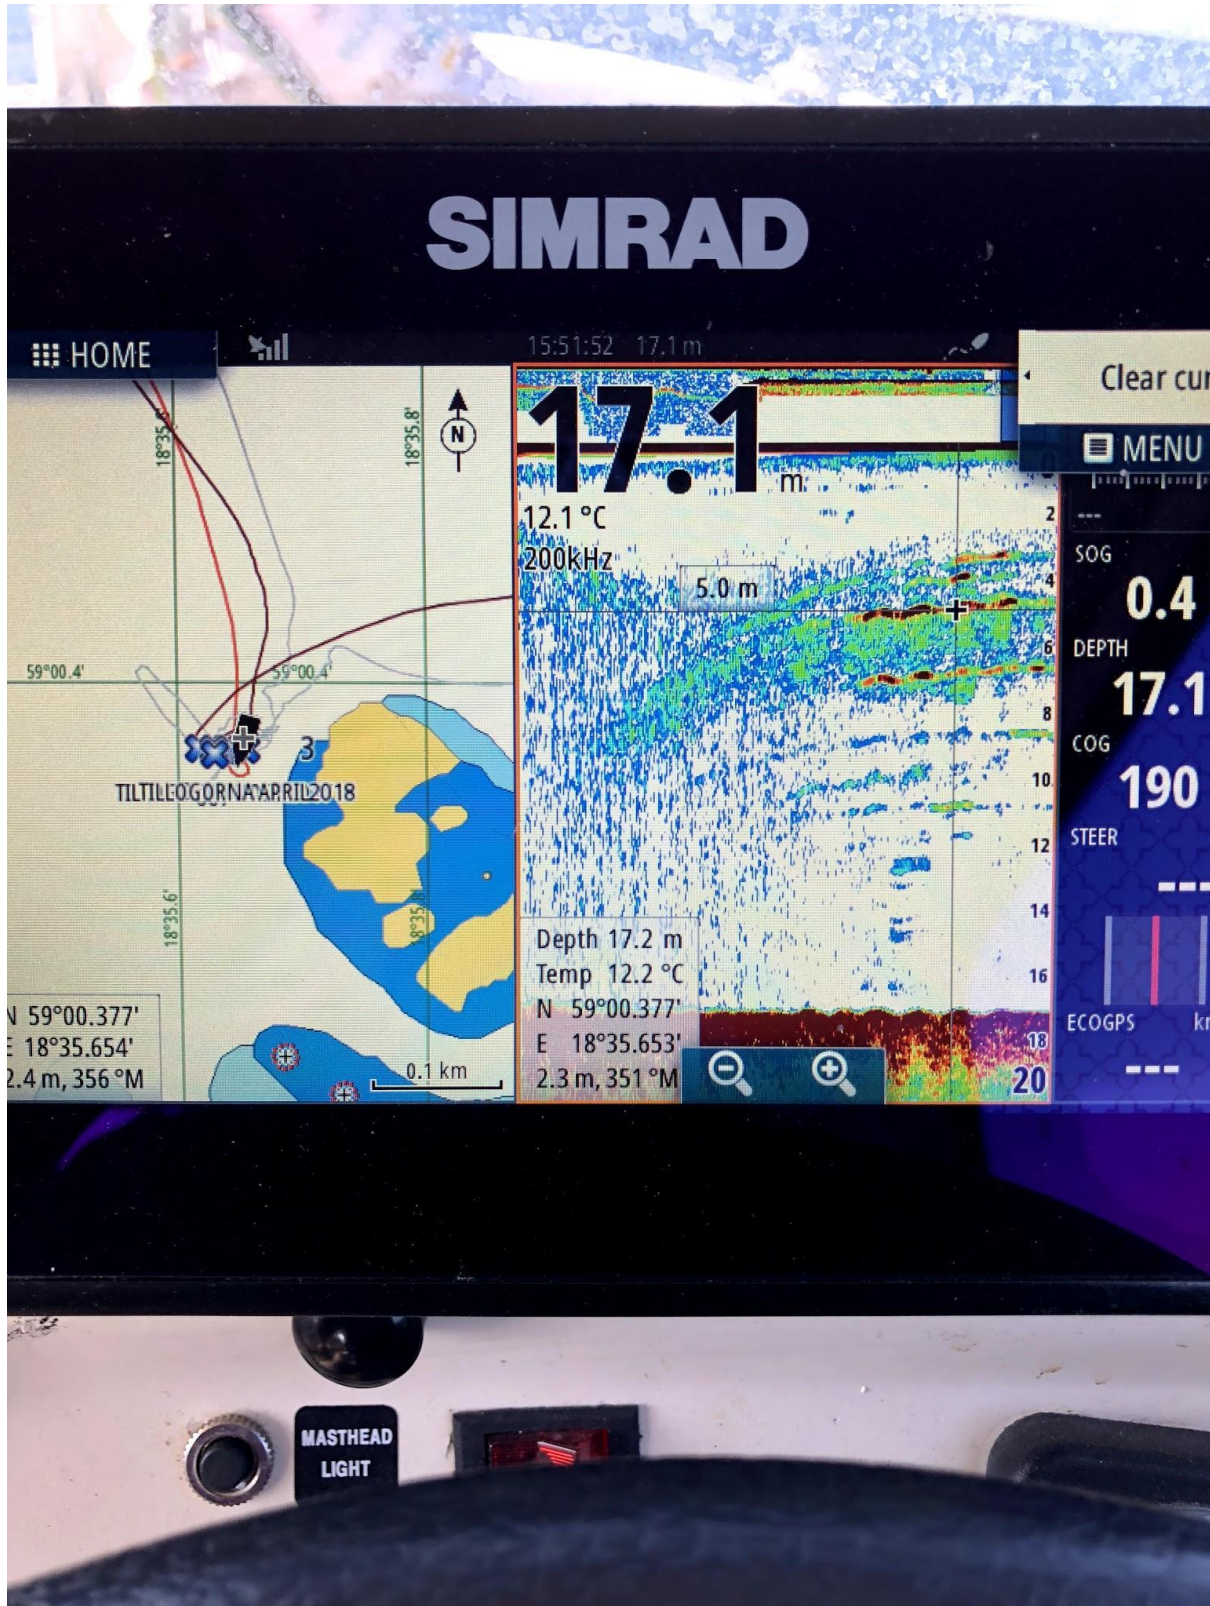 SIMRAD
HOME
15:51:52 17.1 m
Clear cur
MENU
18°35.6'
18°35.8'
N
17.1 m
12.1 °C
200kHz
5.0 m
2
4
6
8
10
12
14
16
18
20
59°00.4'
59°00.4'
3
18°35.6'
N 59°00.377'
E 18°35.654'
2.4 m, 356 °M
0.1 km
Depth 17.2 m
Temp 12.2 °C
N 59°00.377'
E 18°35.653'
2.3 m, 351 °M
---
SOG
0.4
DEPTH
17.1
COG
190
STEER
---
ECOGPS
---
MASTHEAD
LIGHT